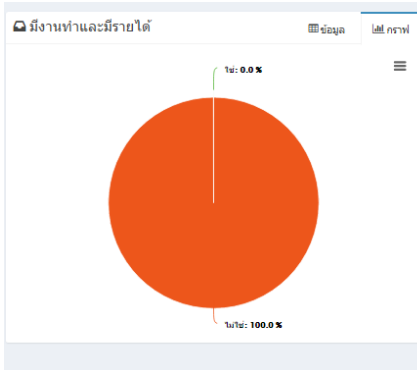 มีงานทำและมีรายได้
ข้อมูล
กราฟ
ใช่: 0.0 %
ไม่ใช่: 100.0 %